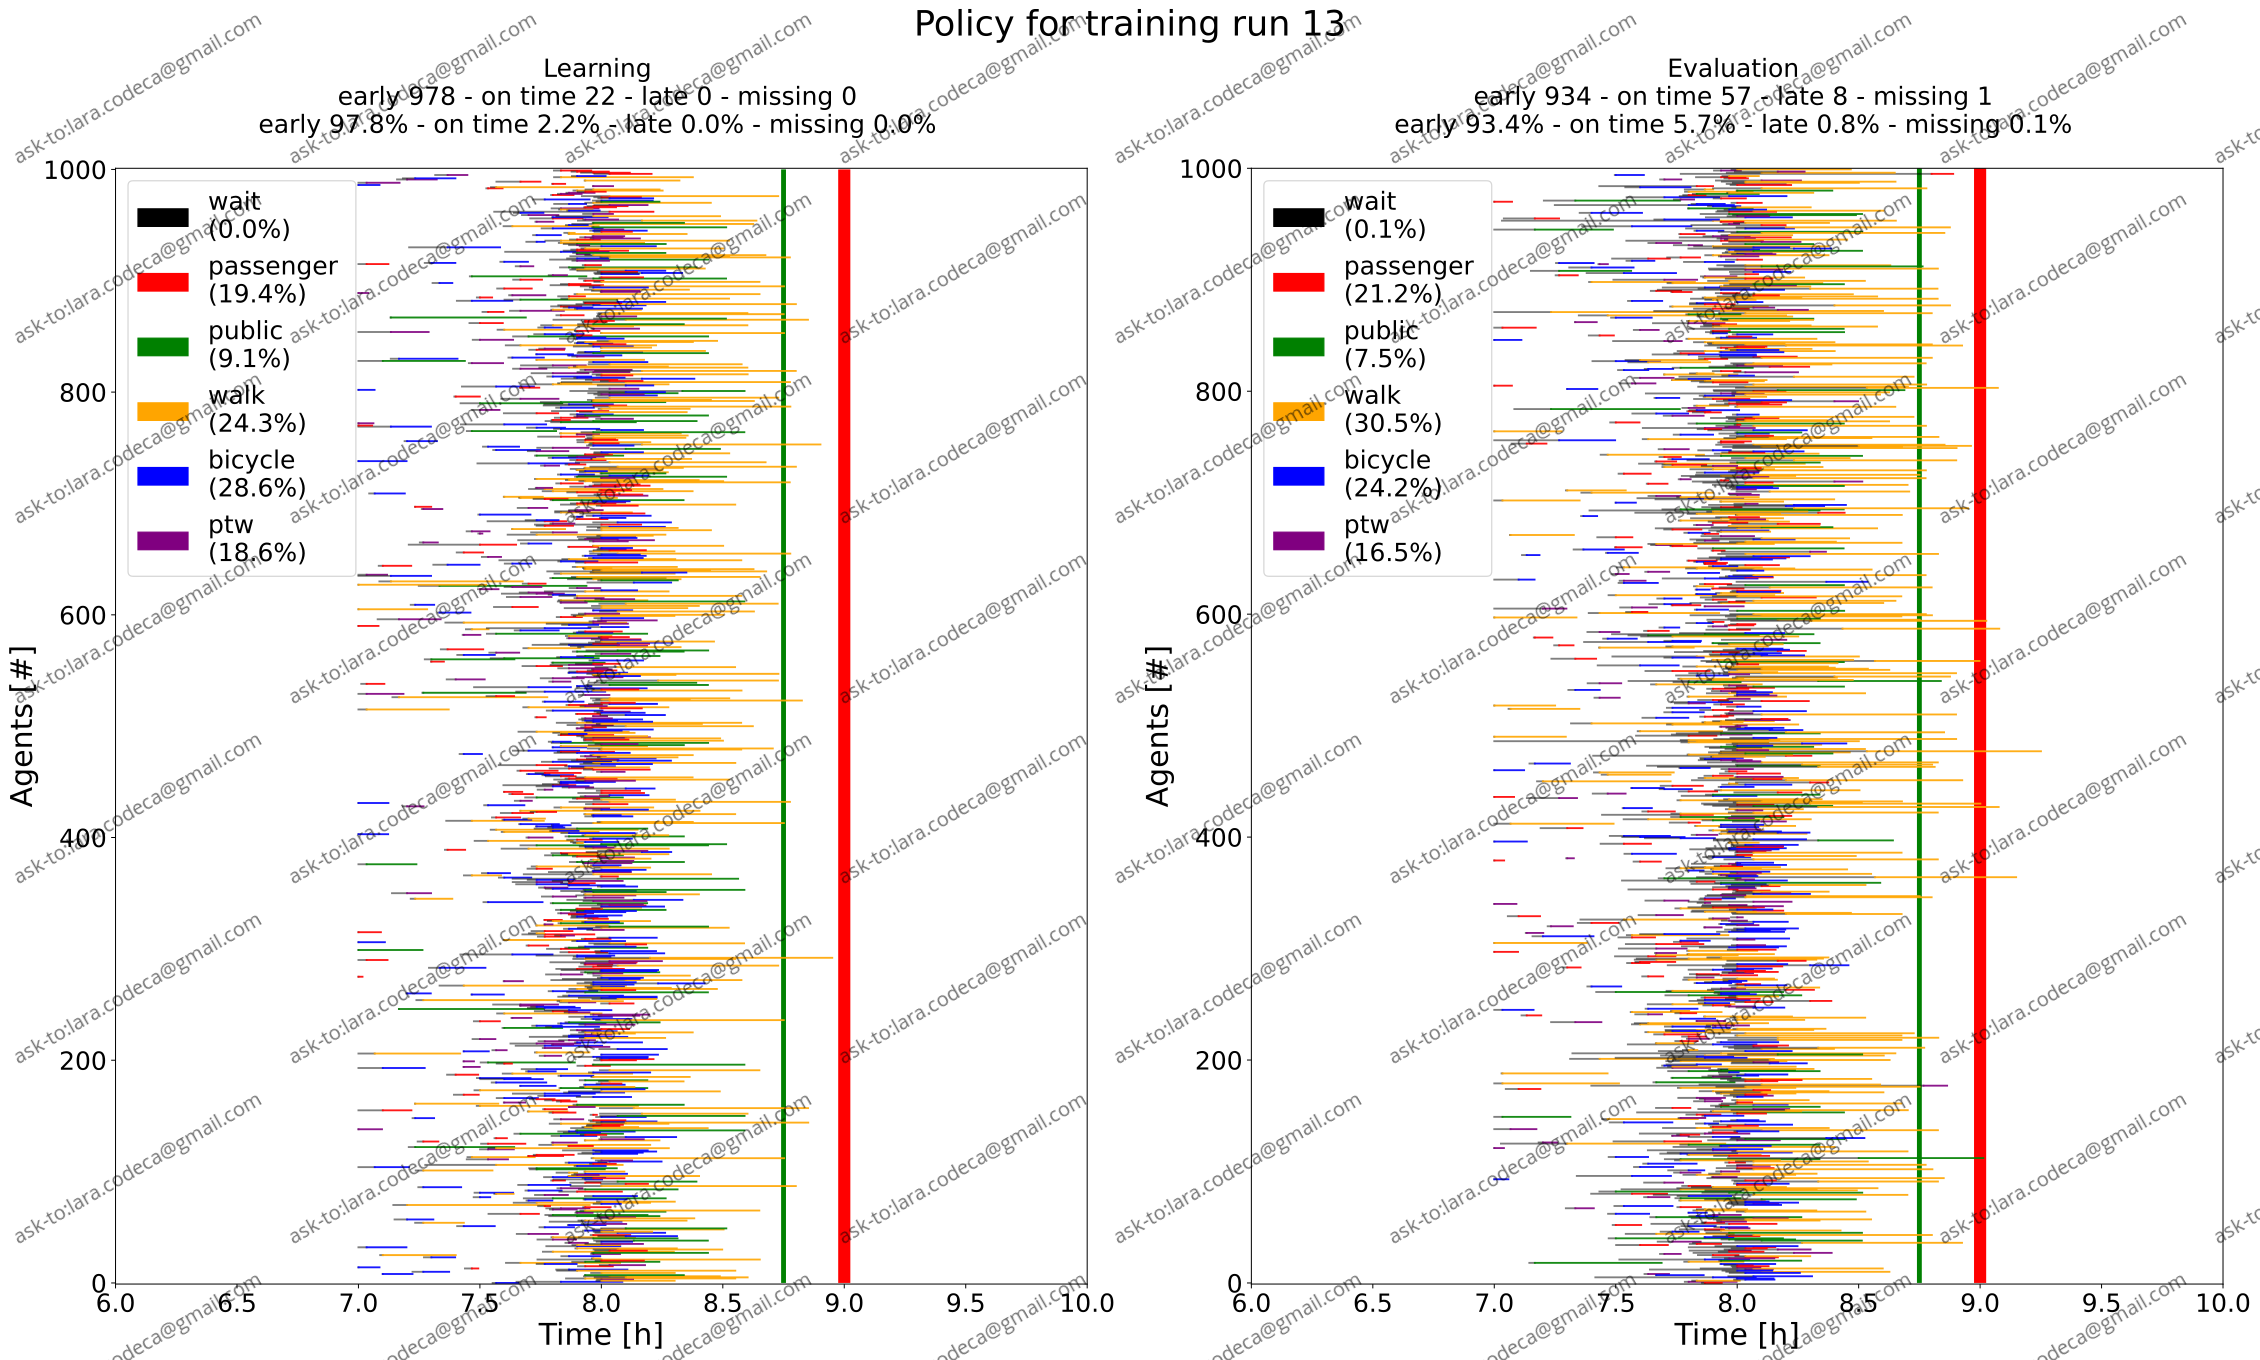 Policy for training run 13
Learning
early 978 - on time 22 - late 0 - missing 0
early 97.8% - on time 2.2% - late 0.0% - missing 0.0%
wait
(0.0%)
passenger
(19.4%)
public
(9.1%)
walk
(24.3%)
bicycle
(28.6%)
ptw
(18.6%)
Agents [#]
1000
800
600
400
200
0
6.0 6.5 7.0 7.5 8.0 8.5 9.0 9.5 10.0
Time [h]
Evaluation
early 934 - on time 57 - late 8 - missing 1
early 93.4% - on time 5.7% - late 0.8% - missing 0.1%
wait
(0.1%)
passenger
(21.2%)
public
(7.5%)
walk
(30.5%)
bicycle
(24.2%)
ptw
(16.5%)
Agents [#]
1000
800
600
400
200
0
6.0 6.5 7.0 7.5 8.0 8.5 9.0 9.5 10.0
Time [h]
ask-to:lara.codeca@gmail.com